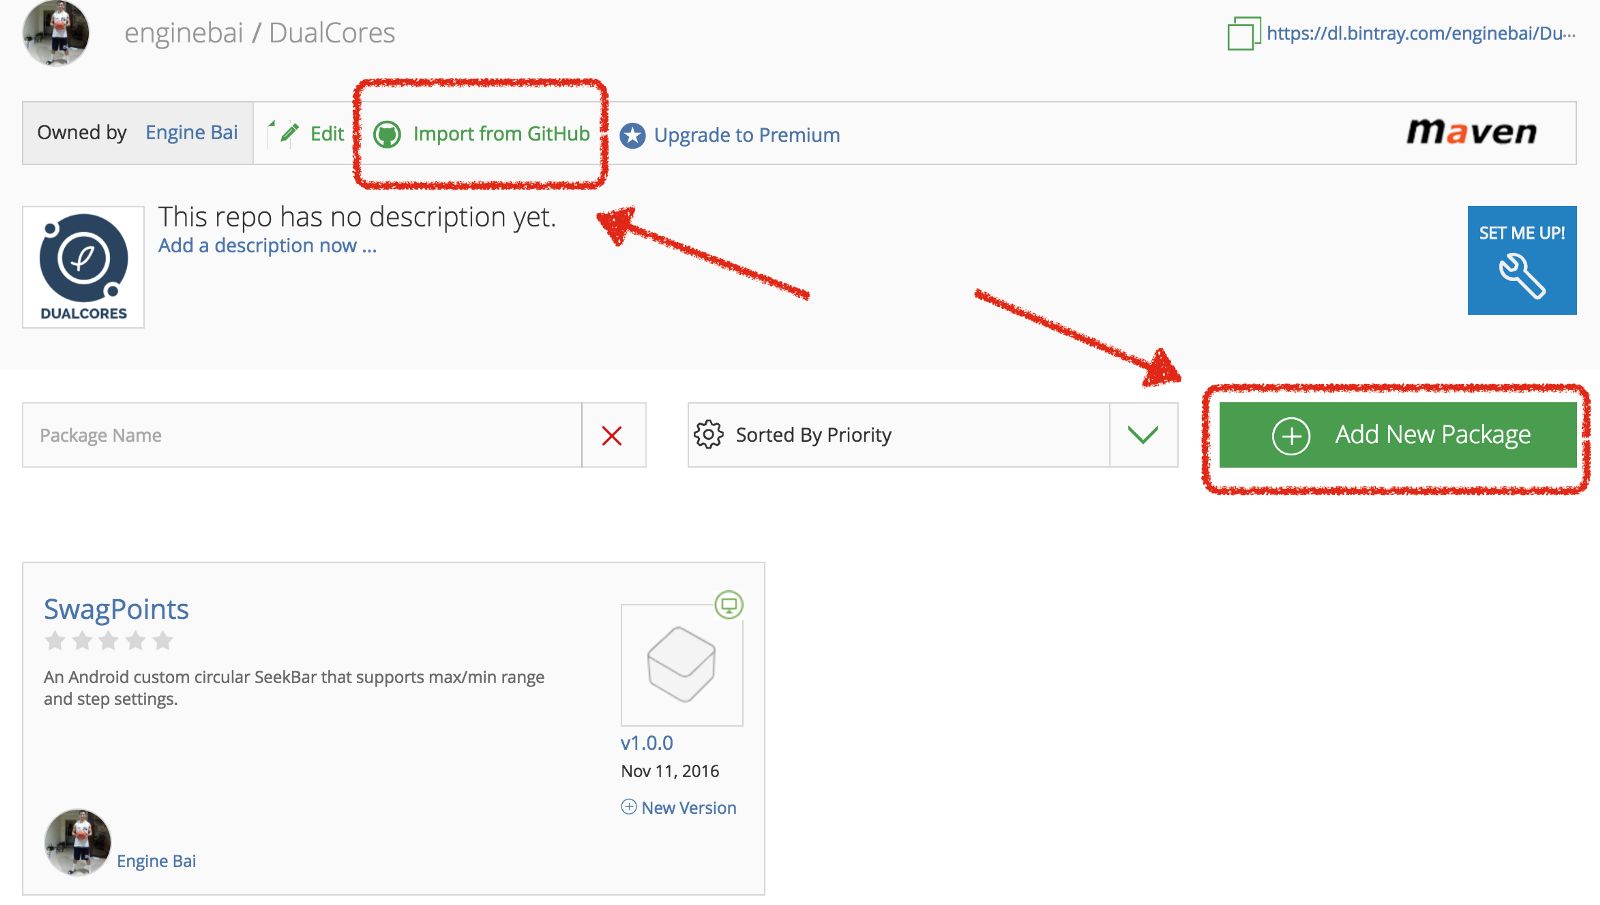 enginebai / DualCores
https://dl.bintray.com/enginebai/Du...
Owned by Engine Bai
Edit
Import from GitHub
Upgrade to Premium
maven
This repo has no description yet.
Add a description now ...
DUALCORES
SET ME UP!
Package Name
Sorted By Priority
Add New Package
SwagPoints
An Android custom circular SeekBar that supports max/min range
and step settings.
v1.0.0
Nov 11, 2016
New Version
Engine Bai